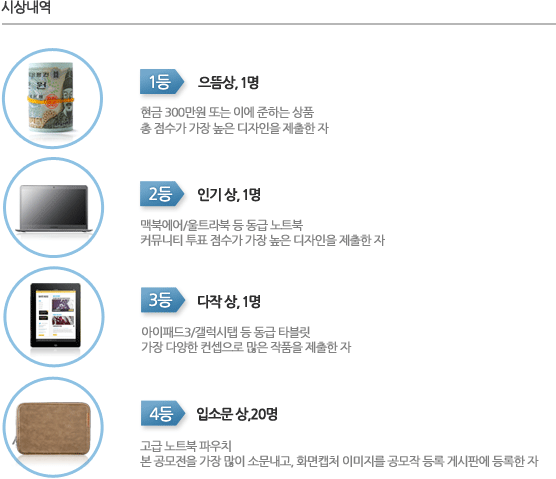 시상내역
1등 으뜸상, 1명
현금 300만원 또는 이에 준하는 상품
총 점수가 가장 높은 디자인을 제출한 자
2등 인기 상, 1명
맥북에어/울트라북 등 동급 노트북
커뮤니티 투표 점수가 가장 높은 디자인을 제출한 자
3등 다작 상, 1명
아이패드3/갤럭시탭 등 동급 타블릿
가장 다양한 컨셉으로 많은 작품을 제출한 자
4등 입소문 상,20명
고급 노트북 파우치
본 공모전을 가장 많이 소문내고, 화면캡처 이미지를 공모작 등록 게시판에 등록한 자